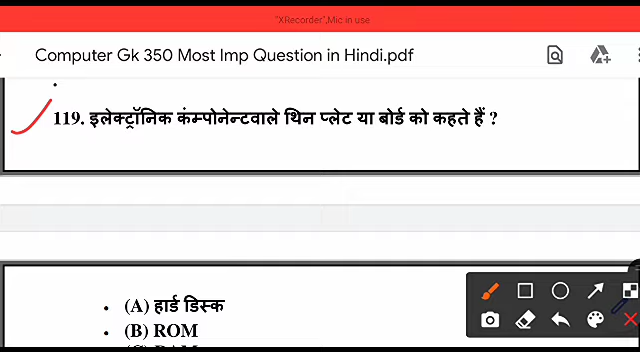 "XRecorder",Mic in use
Computer Gk 350 Most Imp Question in Hindi.pdf
119. इलेक्ट्रॉनिक कंम्पोनेन्टवाले थिन प्लेट या बोर्ड को कहते हैं ?
• (A) हार्ड डिस्क
• (B) ROM